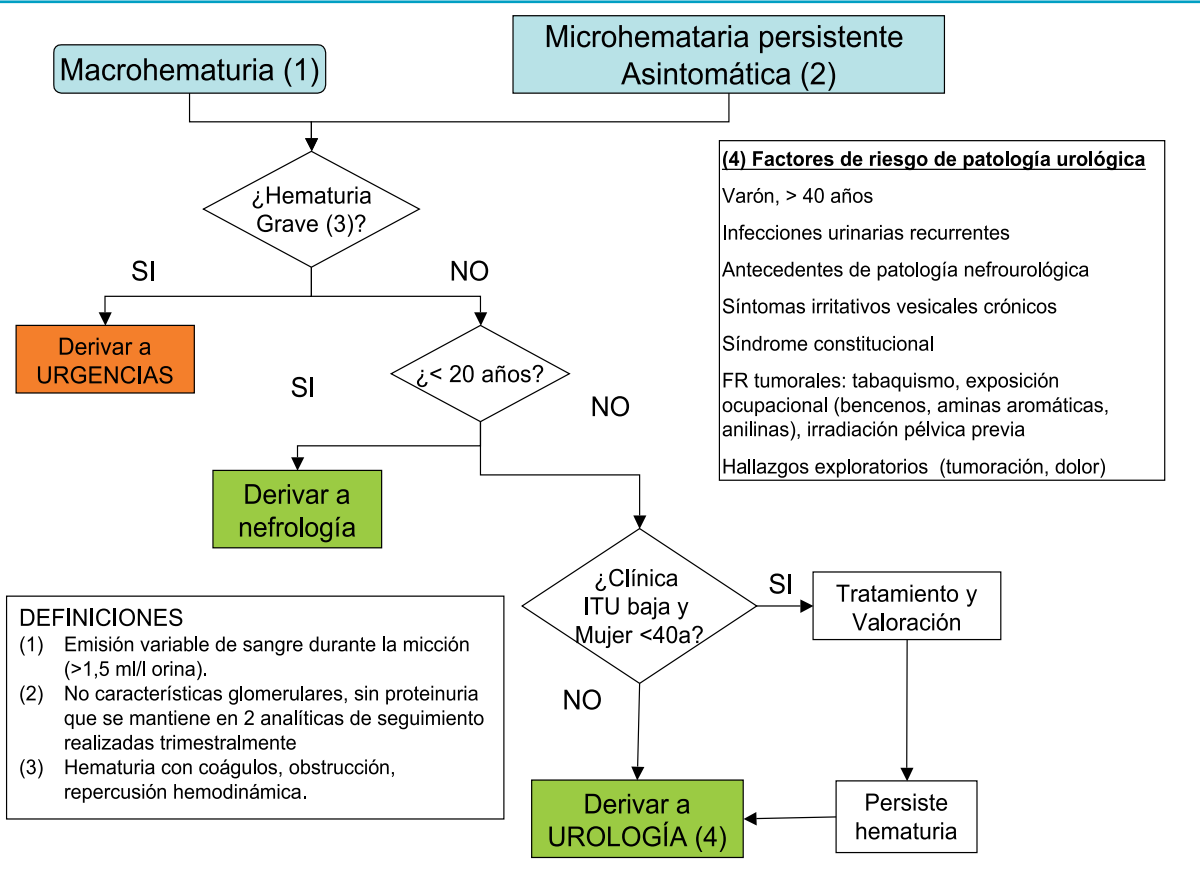 Macrohematuria (1)
Microhemataria persistente
Asintomática (2)
¿Hematuria
Grave (3)?
SI
NO
Derivar a
URGENCIAS
¿< 20 años?
SI
NO
Derivar a
nefrología
(4) Factores de riesgo de patología urológica
Varón, > 40 años
Infecciones urinarias recurrentes
Antecedentes de patología nefrourológica
Síntomas irritativos vesicales crónicos
Síndrome constitucional
FR tumorales: tabaquismo, exposición
ocupacional (bencenos, aminas aromáticas,
anilinas), irradiación pélvica previa
Hallazgos exploratorios (tumoración, dolor)
¿Clínica
ITU baja y
Mujer <40a?
SI
Tratamiento y
Valoración
NO
Derivar a
UROLOGÍA (4)
Persiste
hematuria
DEFINICIONES
(1) Emisión variable de sangre durante la micción
(>1,5 ml/l orina).
(2) No características glomerulares, sin proteinuria
que se mantiene en 2 analíticas de seguimiento
realizadas trimestralmente
(3) Hematuria con coágulos, obstrucción,
repercusión hemodinámica.